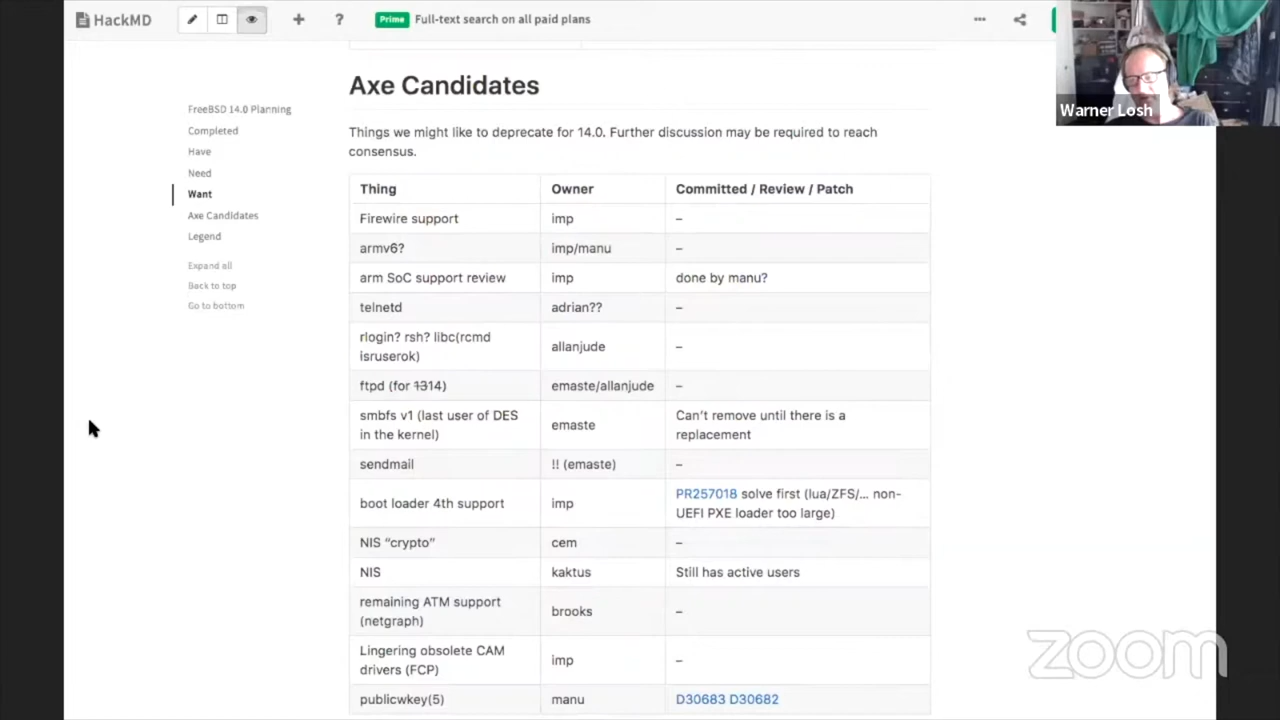 HackMD
Prime Full-text search on all paid plans
Warner Losh
FreeBSD 14.0 Planning
Completed
Have
Need
Want
Axe Candidates
Legend
Expand all
Back to top
Go to bottom
Axe Candidates
Things we might like to deprecate for 14.0. Further discussion may be required to reach
consensus.
Thing Owner Committed / Review / Patch
Firewire support imp –
armv6? imp/manu –
arm SoC support review imp done by manu?
telnetd adrian?? –
rlogin? rsh? libc(rcmd
isruserok) allanjude –
ftpd (for 1314) emaste/allanjude –
smbfs v1 (last user of DES
in the kernel) emaste Can't remove until there is a
replacement
sendmail !! (emaste) –
boot loader 4th support imp PR257018 solve first (lua/ZFS/... non-
UEFI PXE loader too large)
NIS “crypto” cem –
NIS kaktus Still has active users
remaining ATM support
(netgraph) brooks –
Lingering obsolete CAM
drivers (FCP) imp –
publicwkey(5) manu D30683 D30682
zoom